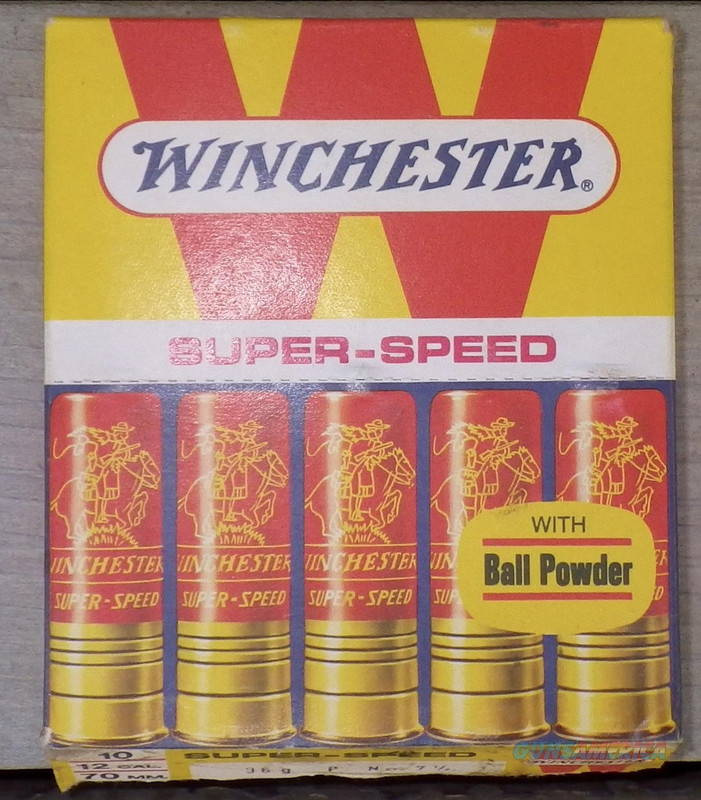 WINCHESTER®
SUPER-SPEED
WINCHESTER WINCHESTER WINCHESTER
SUPER-SPEED SUPER-SPEED SUPER-SPEED
WITH
Ball Powder
10 SUPER-SPEED
12 CAL.
70 MM. 36 g P N
GUNSAMERICA